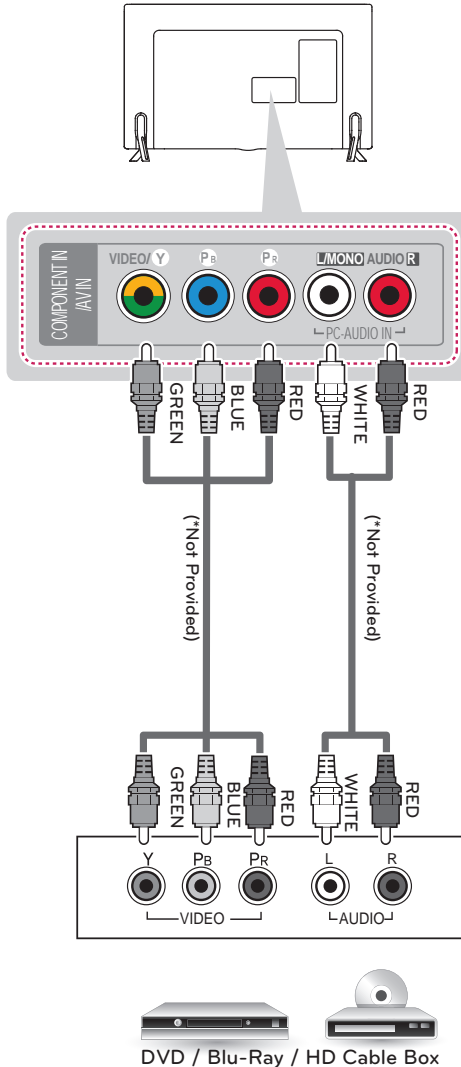 COMPONENT IN
/AV IN
VIDEO/ Y PB PR L/MONO AUDIO R
PC-AUDIO IN
GREEN
BLUE
RED
WHITE
RED
(*Not Provided)
(*Not Provided)
GREEN
BLUE
RED
WHITE
RED
Y PB PR L R
VIDEO AUDIO
DVD / Blu-Ray / HD Cable Box